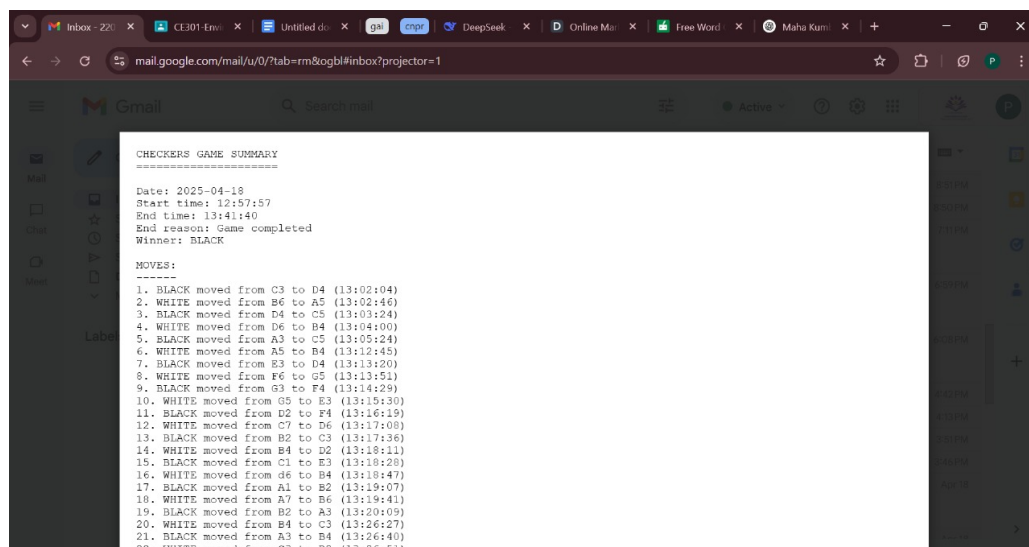 Inbox - 220
CE301-Envi
Untitled do
gai
cnpr
DeepSeek
Online Mar
Free Word
Maha Kum
mail.google.com/mail/u/0/?tab=rm&ogbl#inbox?projector=1
P
Gmail
Search mail
Active
Mail
Chat
Meet
Label
CHECKERS GAME SUMMARY
======================
Date: 2025-04-18
Start time: 12:57:57
End time: 13:41:40
End reason: Game completed
Winner: BLACK
MOVES:
------
1. BLACK moved from C3 to D4 (13:02:04)
2. WHITE moved from B6 to A5 (13:02:46)
3. BLACK moved from D4 to C5 (13:03:24)
4. WHITE moved from D6 to B4 (13:04:00)
5. BLACK moved from A3 to C5 (13:05:24)
6. WHITE moved from A5 to B4 (13:12:45)
7. BLACK moved from E3 to D4 (13:13:20)
8. WHITE moved from F6 to G5 (13:13:51)
9. BLACK moved from G3 to F4 (13:14:29)
10. WHITE moved from G5 to E3 (13:15:30)
11. BLACK moved from D2 to F4 (13:16:19)
12. WHITE moved from C7 to D6 (13:17:08)
13. BLACK moved from B2 to C3 (13:17:36)
14. WHITE moved from B4 to D2 (13:18:11)
15. BLACK moved from C1 to E3 (13:18:28)
16. WHITE moved from d6 to B4 (13:18:47)
17. BLACK moved from A1 to B2 (13:19:07)
18. WHITE moved from A7 to B6 (13:19:41)
19. BLACK moved from B2 to A3 (13:20:09)
20. WHITE moved from B4 to C3 (13:26:27)
21. BLACK moved from A3 to B4 (13:26:40)